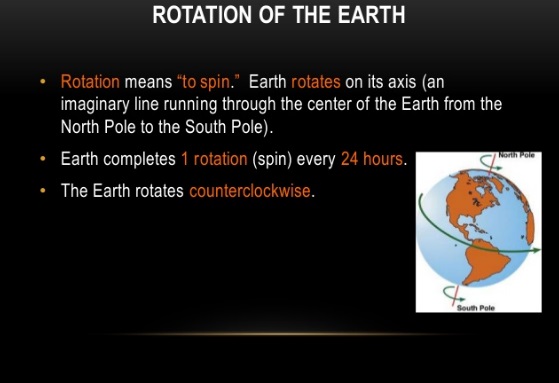 ROTATION OF THE EARTH
• Rotation means “to spin.” Earth rotates on its axis (an
imaginary line running through the center of the Earth from the
North Pole to the South Pole).
• Earth completes 1 rotation (spin) every 24 hours.
• The Earth rotates counterclockwise.
North Pole
South Pole